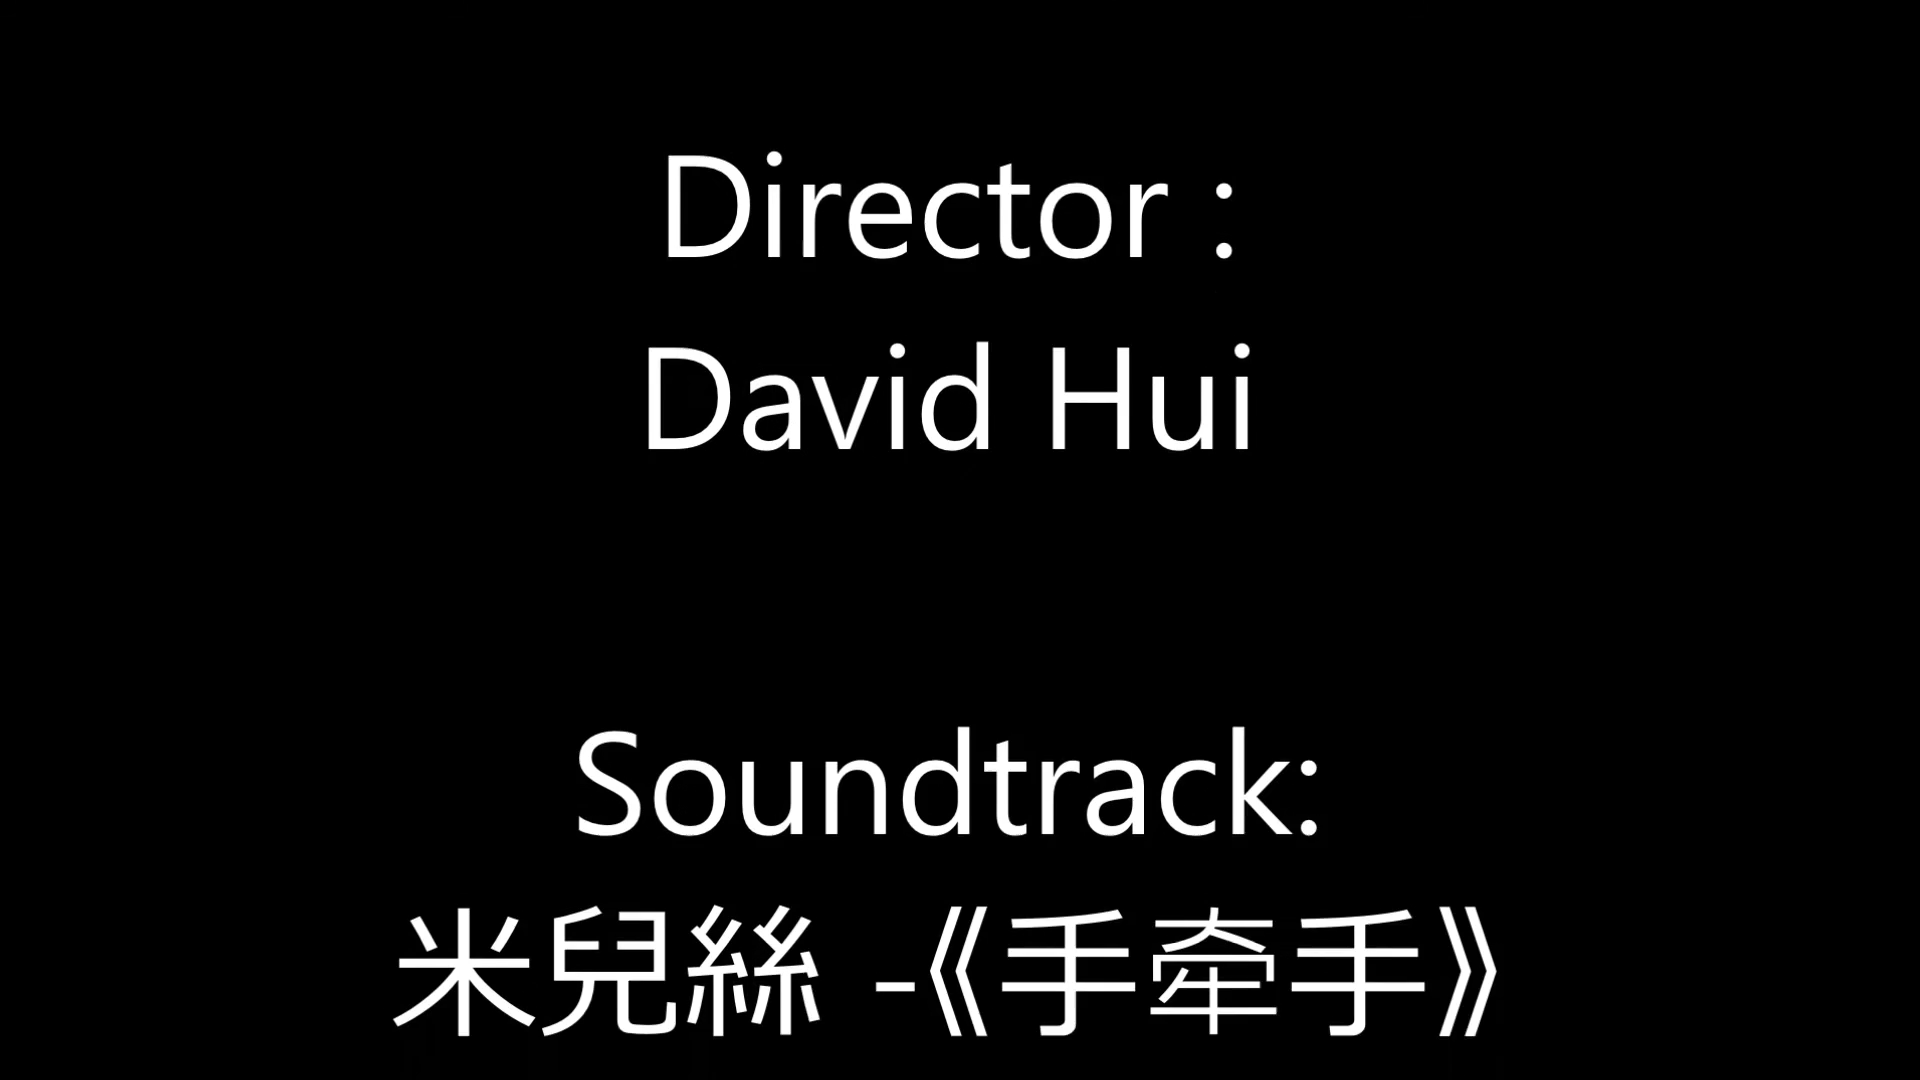 Director :
David Hui
Soundtrack:
米兒絲 -《手牽手》